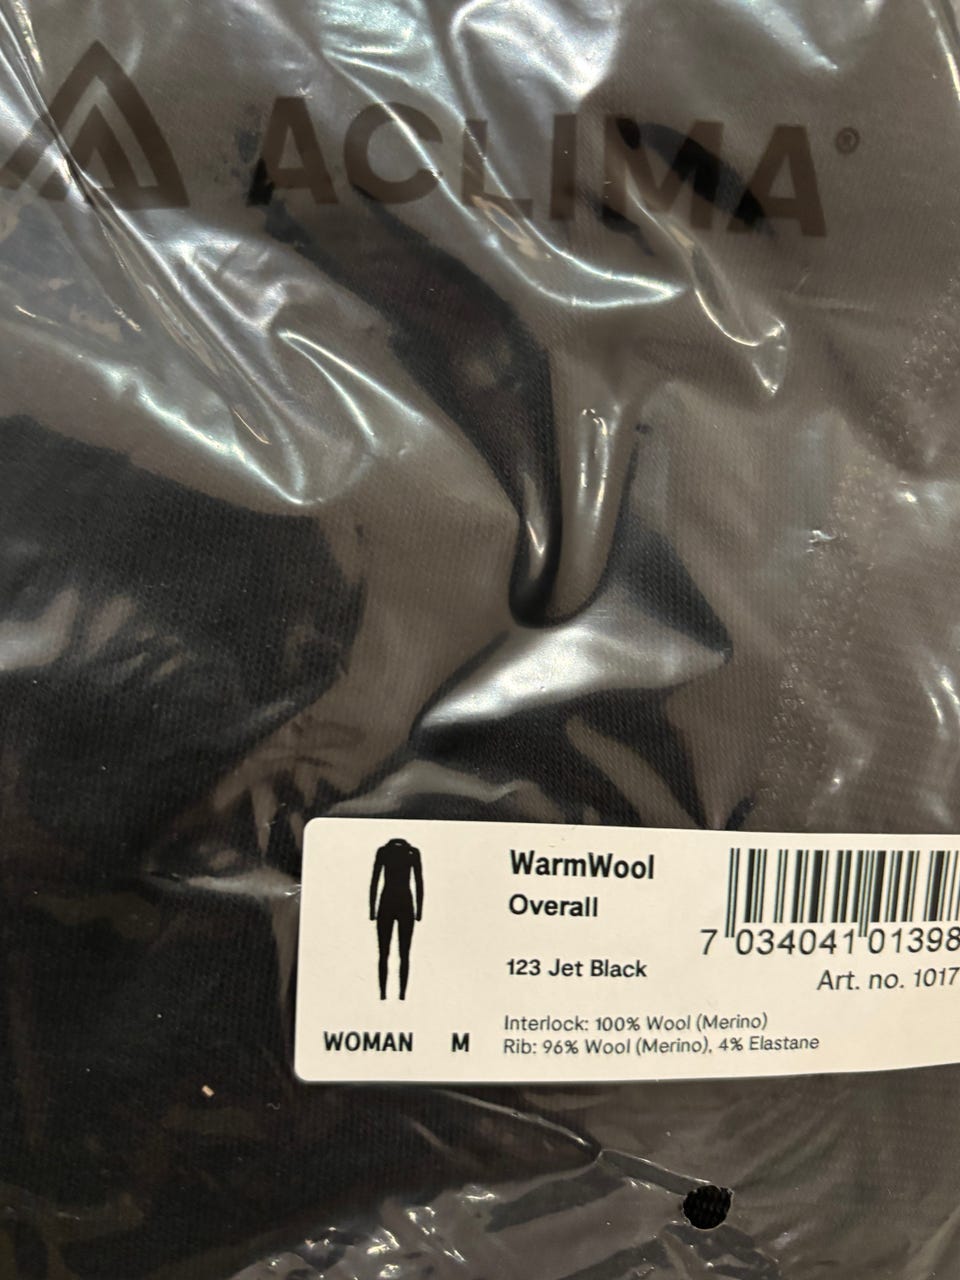 ACLIMA®
WarmWool
Overall
123 Jet Black
7 034041 01398
Art. no. 1017
Interlock: 100% Wool (Merino)
Rib: 96% Wool (Merino), 4% Elastane
WOMAN M